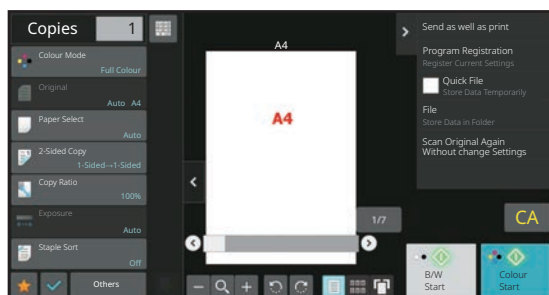 Copies 1
Colour Mode
Full Colour
Original
Auto A4
Paper Select
Auto
2-Sided Copy
1-Sided→1-Sided
Copy Ratio
100%
Exposure
Auto
Staple Sort
Off
Others
A4
A4
1/7
Send as well as print
Program Registration
Register Current Settings
Quick File
Store Data Temporarily
File
Store Data in Folder
Scan Original Again
Without change Settings
CA
B/W
Start
Colour
Start